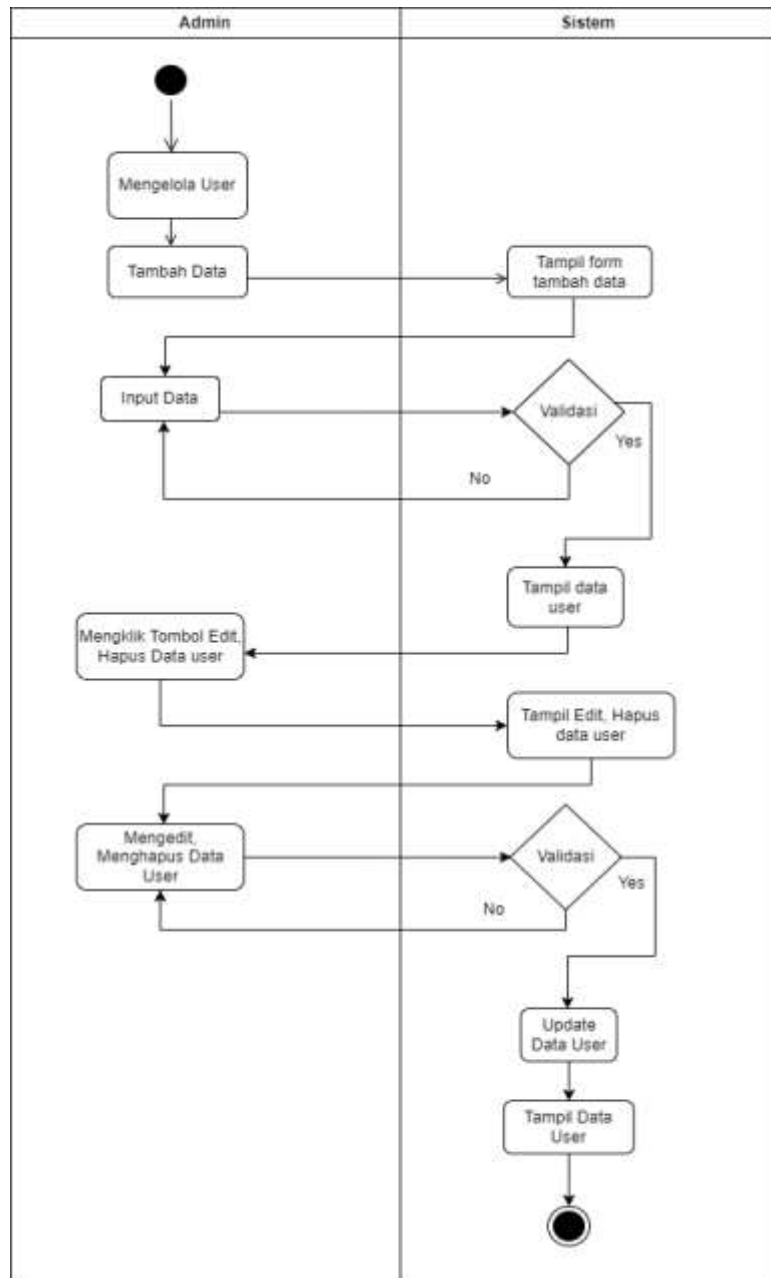 Admin
Sistem
Mengelola User
Tambah Data
Tampil form
tambah data
Input Data
Validasi
Yes
No
Tampil data
user
Mengklik Tombol Edit,
Hapus Data user
Tampil Edit, Hapus
data user
Mengedit,
Menghapus Data
User
Validasi
Yes
No
Update
Data User
Tampil Data
User